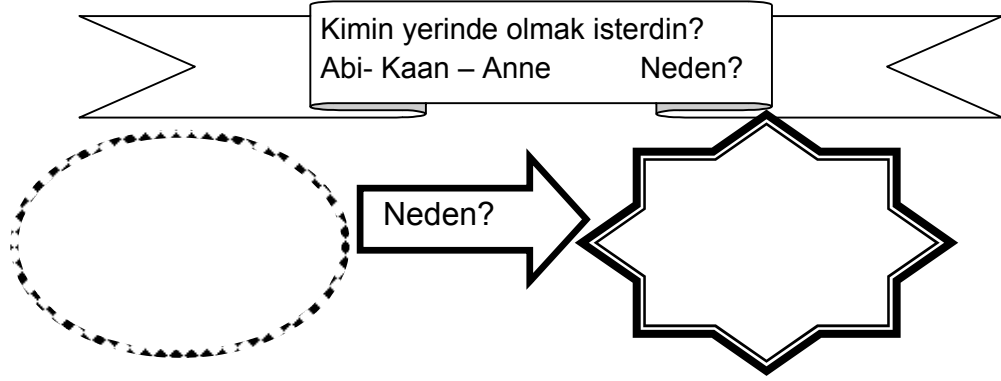 Kimin yerinde olmak isterdin?
Abi- Kaan – Anne Neden?
Neden?